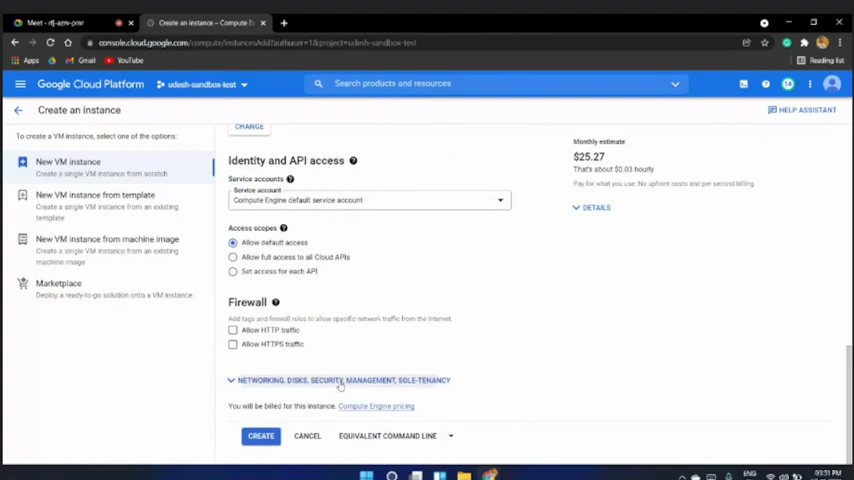 Meet - rfj-azrv-pmr
Create an instance – Compute E
console.cloud.google.com/compute/instancesAdd?authuser=1&project=udesh-sandbox-test
Apps
Gmail
YouTube
Reading list
Google Cloud Platform
udesh-sandbox-test
Search products and resources
14
Create an instance
HELP ASSISTANT
To create a VM instance, select one of the options:
New VM instance
Create a single VM instance from scratch
New VM instance from template
Create a single VM instance from an existing
template
New VM instance from machine image
Create a single VM instance from an existing
machine image
Marketplace
Deploy a ready-to-go solution onto a VM instance
CHANGE
Identity and API access
Service accounts
Service account
Compute Engine default service account
Access scopes
Allow default access
Allow full access to all Cloud APIs
Set access for each API
Firewall
Add tags and firewall rules to allow specific network traffic from the Internet
Allow HTTP traffic
Allow HTTPS traffic
NETWORKING, DISKS, SECURITY, MANAGEMENT, SOLE-TENANCY
You will be billed for this instance. Compute Engine pricing
CREATE
CANCEL
EQUIVALENT COMMAND LINE
Monthly estimate
$25.27
That's about $0.03 hourly
Pay for what you use: No upfront costs and per second billing
DETAILS
ENG
03:51 PM